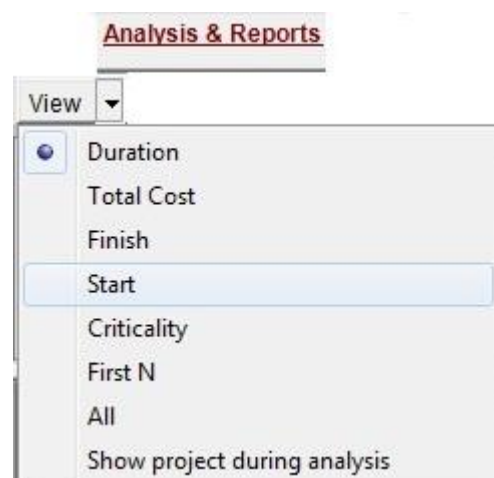 Analysis & Reports
View
Duration
Total Cost
Finish
Start
Criticality
First N
All
Show project during analysis